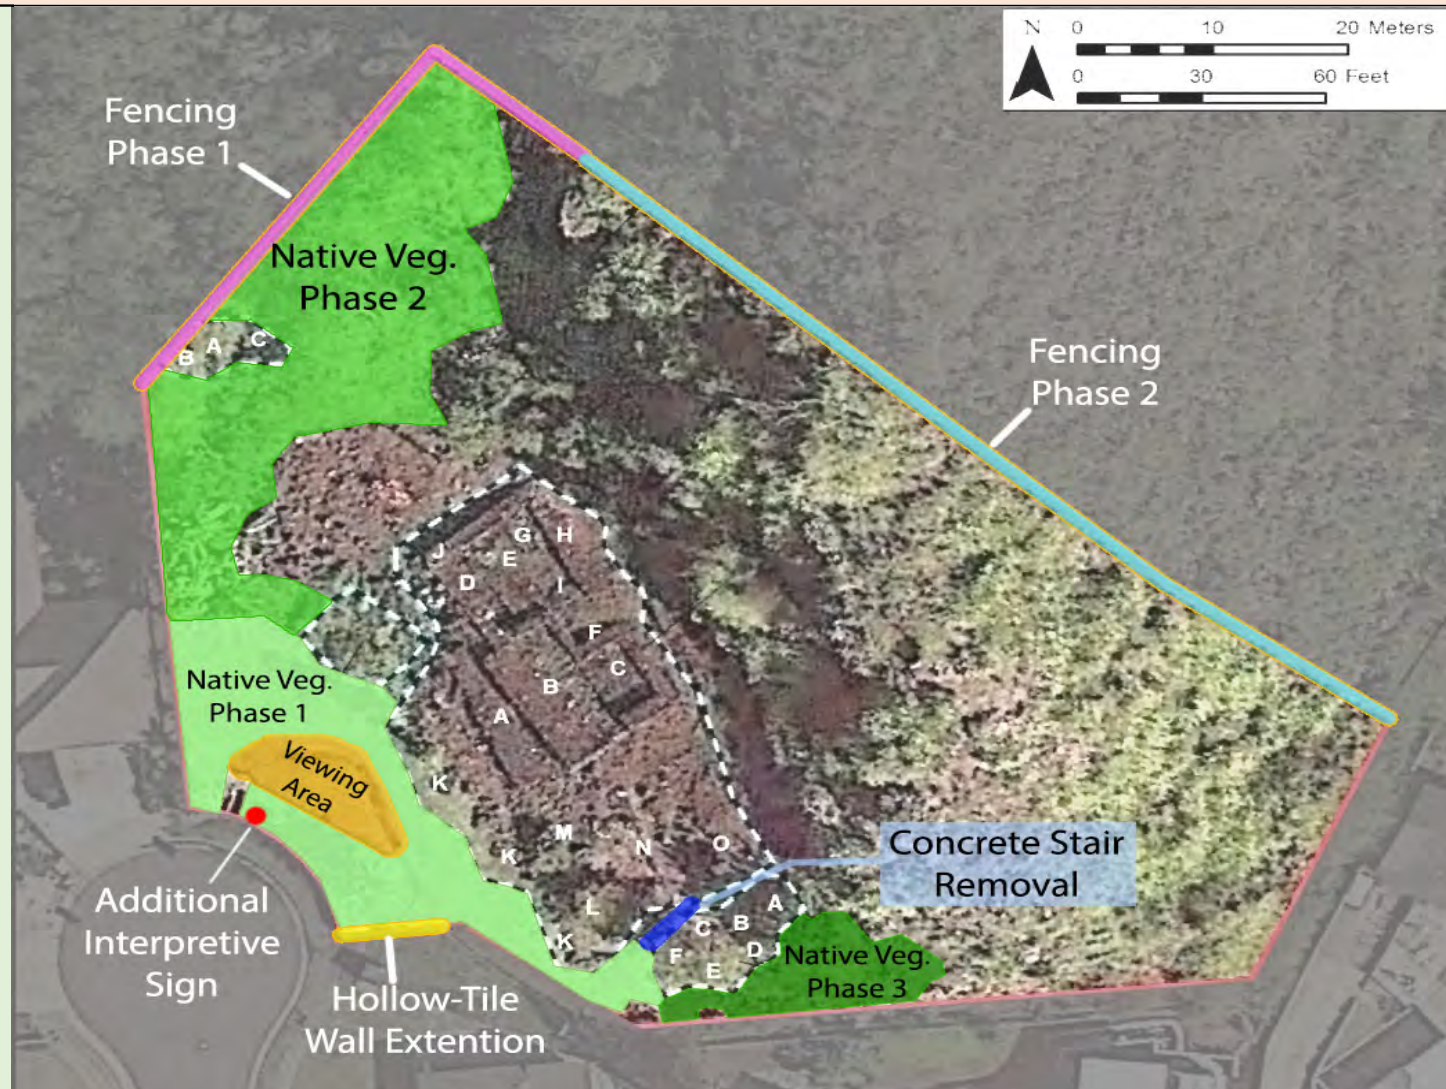 N 0 10 20 Meters
0 30 60 Feet
Fencing
Phase 1
Native Veg.
Phase 2
B A C
Fencing
Phase 2
G H
J E
D I
F
C
B
A
K
M
K N O
L
K
Native Veg.
Phase 1
Viewing
Area
Concrete Stair
Removal
A
B
C
D
F
E
Native Veg.
Phase 3
Additional
Interpretive
Sign
Hollow-Tile
Wall Extention